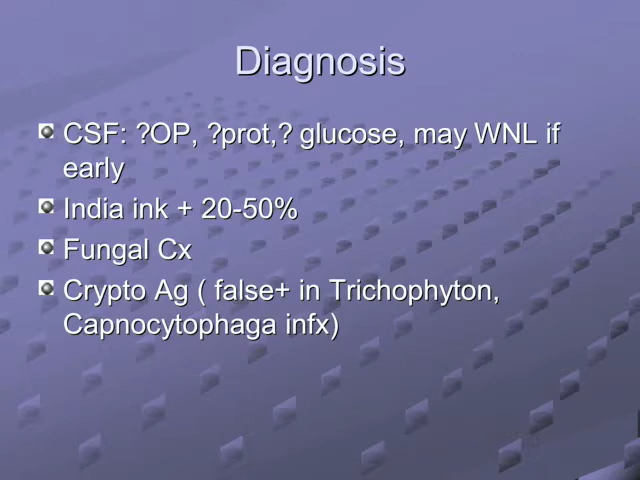 Diagnosis
CSF: ?OP, ?prot,? glucose, may WNL if
early
India ink + 20-50%
Fungal Cx
Crypto Ag ( false+ in Trichophyton,
Capnocytophaga infx)